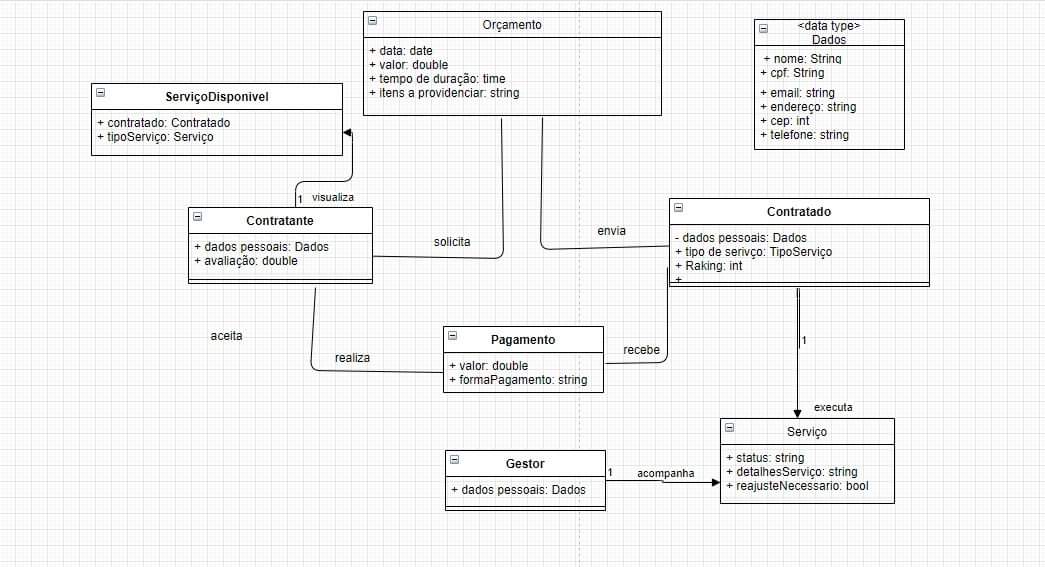 Orçamento
+ data: date
+ valor: double
+ tempo de duração: time
+ itens a providenciar: string
<data type>
Dados
+ nome: String
+ cpf: String
+ email: string
+ endereço: string
+ cep: int
+ telefone: string
ServiçoDisponivel
+ contratado: Contratado
+ tipoServiço: Serviço
1
visualiza
Contratante
+ dados pessoais: Dados
+ avaliação: double
solicita
envia
Contratado
- dados pessoais: Dados
+ tipo de serivço: TipoServiço
+ Raking: int
+
aceita
realiza
Pagamento
+ valor: double
+ formaPagamento: string
recebe
1
executa
Serviço
+ status: string
+ detalhesServiço: string
+ reajusteNecessario: bool
Gestor
+ dados pessoais: Dados
1
acompanha